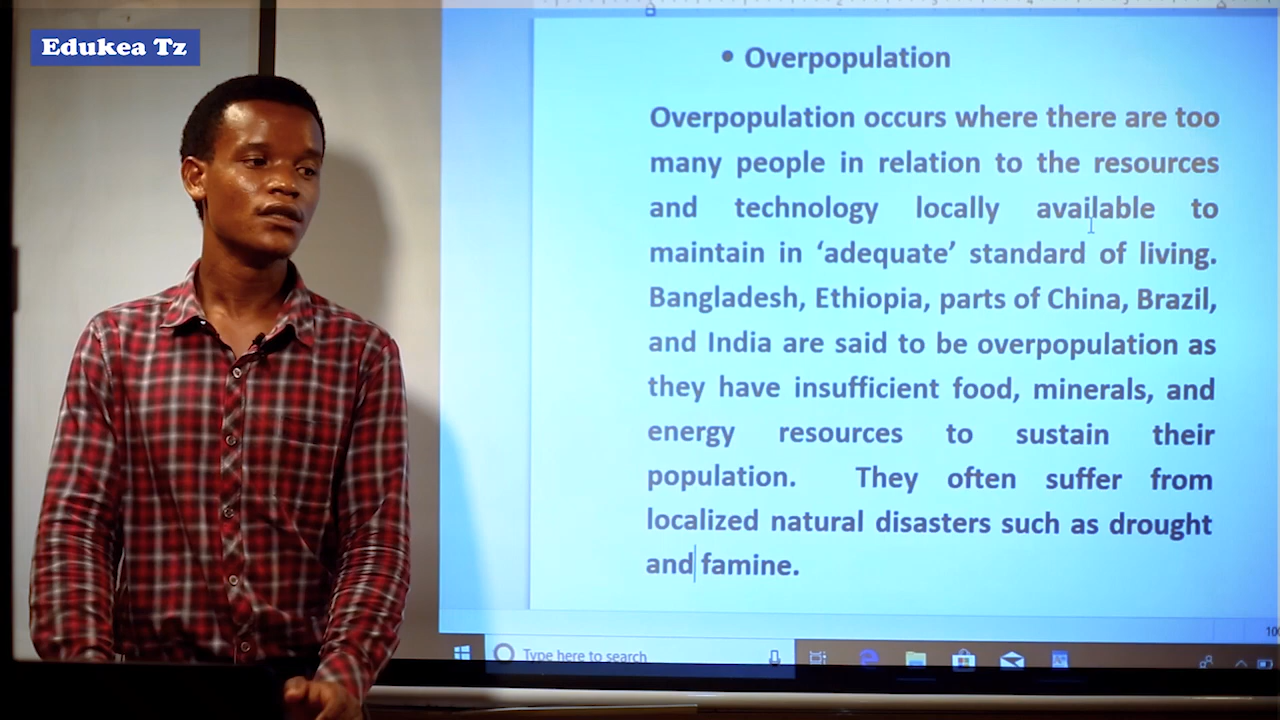 Edukea Tz
• Overpopulation
Overpopulation occurs where there are too
many people in relation to the resources
and technology locally available to
maintain in ‘adequate’ standard of living.
Bangladesh, Ethiopia, parts of China, Brazil,
and India are said to be overpopulation as
they have insufficient food, minerals, and
energy resources to sustain their
population. They often suffer from
localized natural disasters such as drought
and famine.
Type here to search